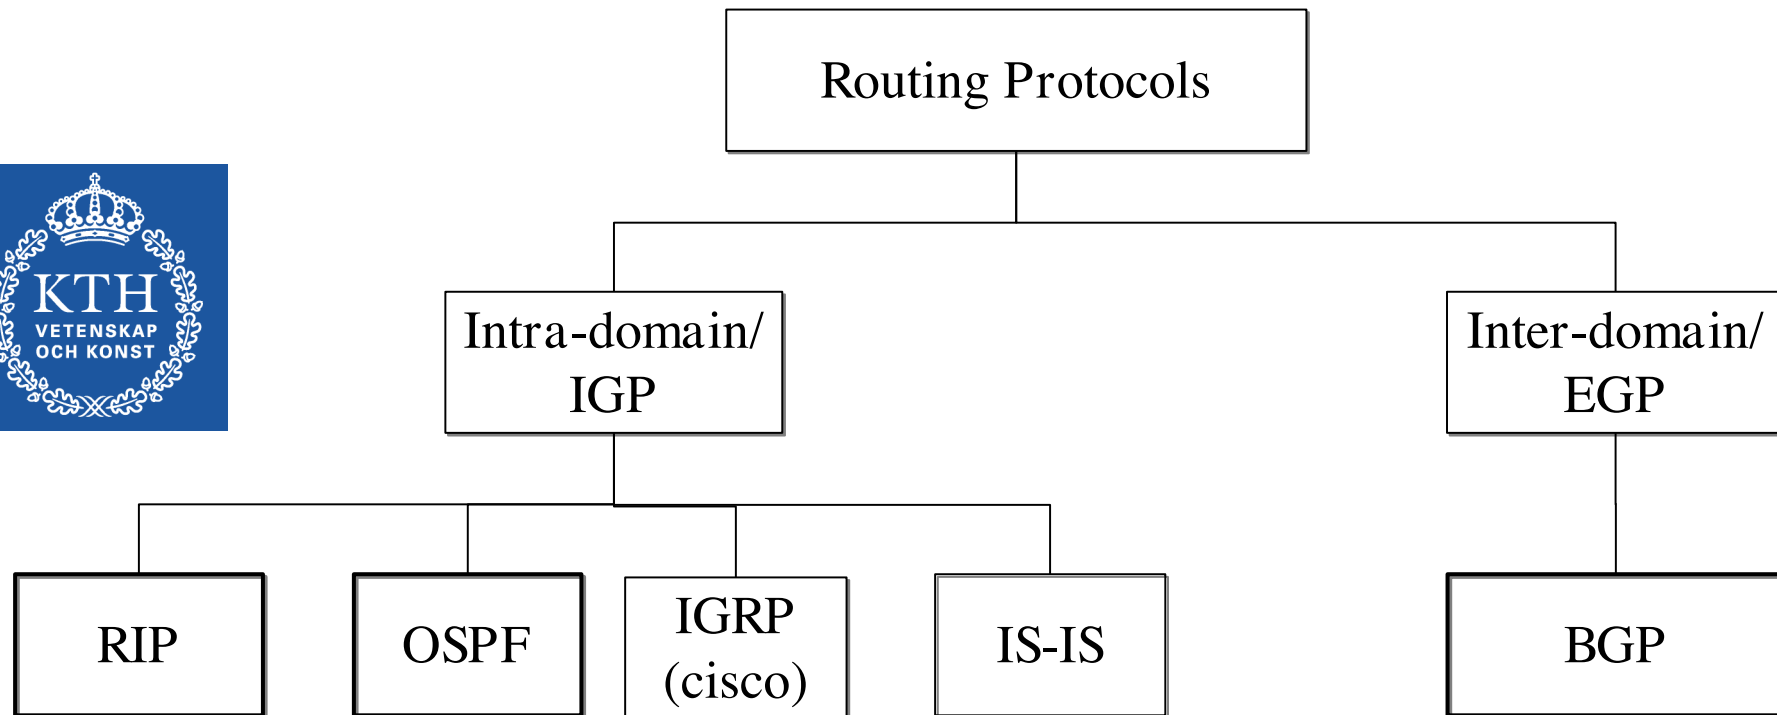 Routing Protocols
KTH
VETENSKAP
OCH KONST
Intra-domain/
IGP
Inter-domain/
EGP
RIP
OSPF
IGRP
(cisco)
IS-IS
BGP